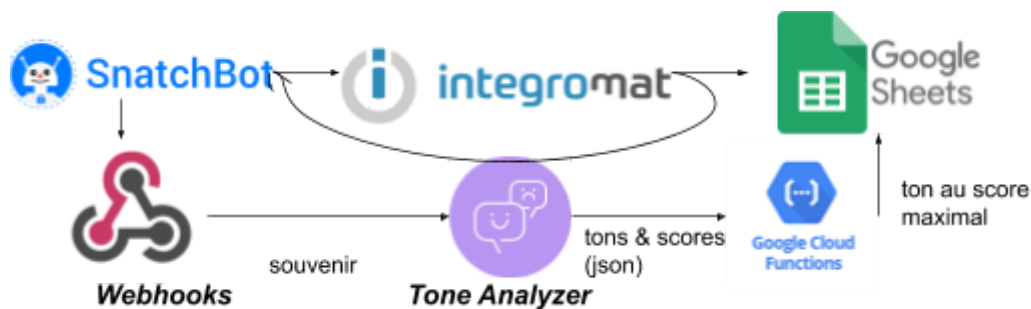 SnatchBot
integromat
Google
Sheets
souvenir
tons & scores
(json)
Google Cloud
Functions
ton au score
maximal
Webhooks
Tone Analyzer